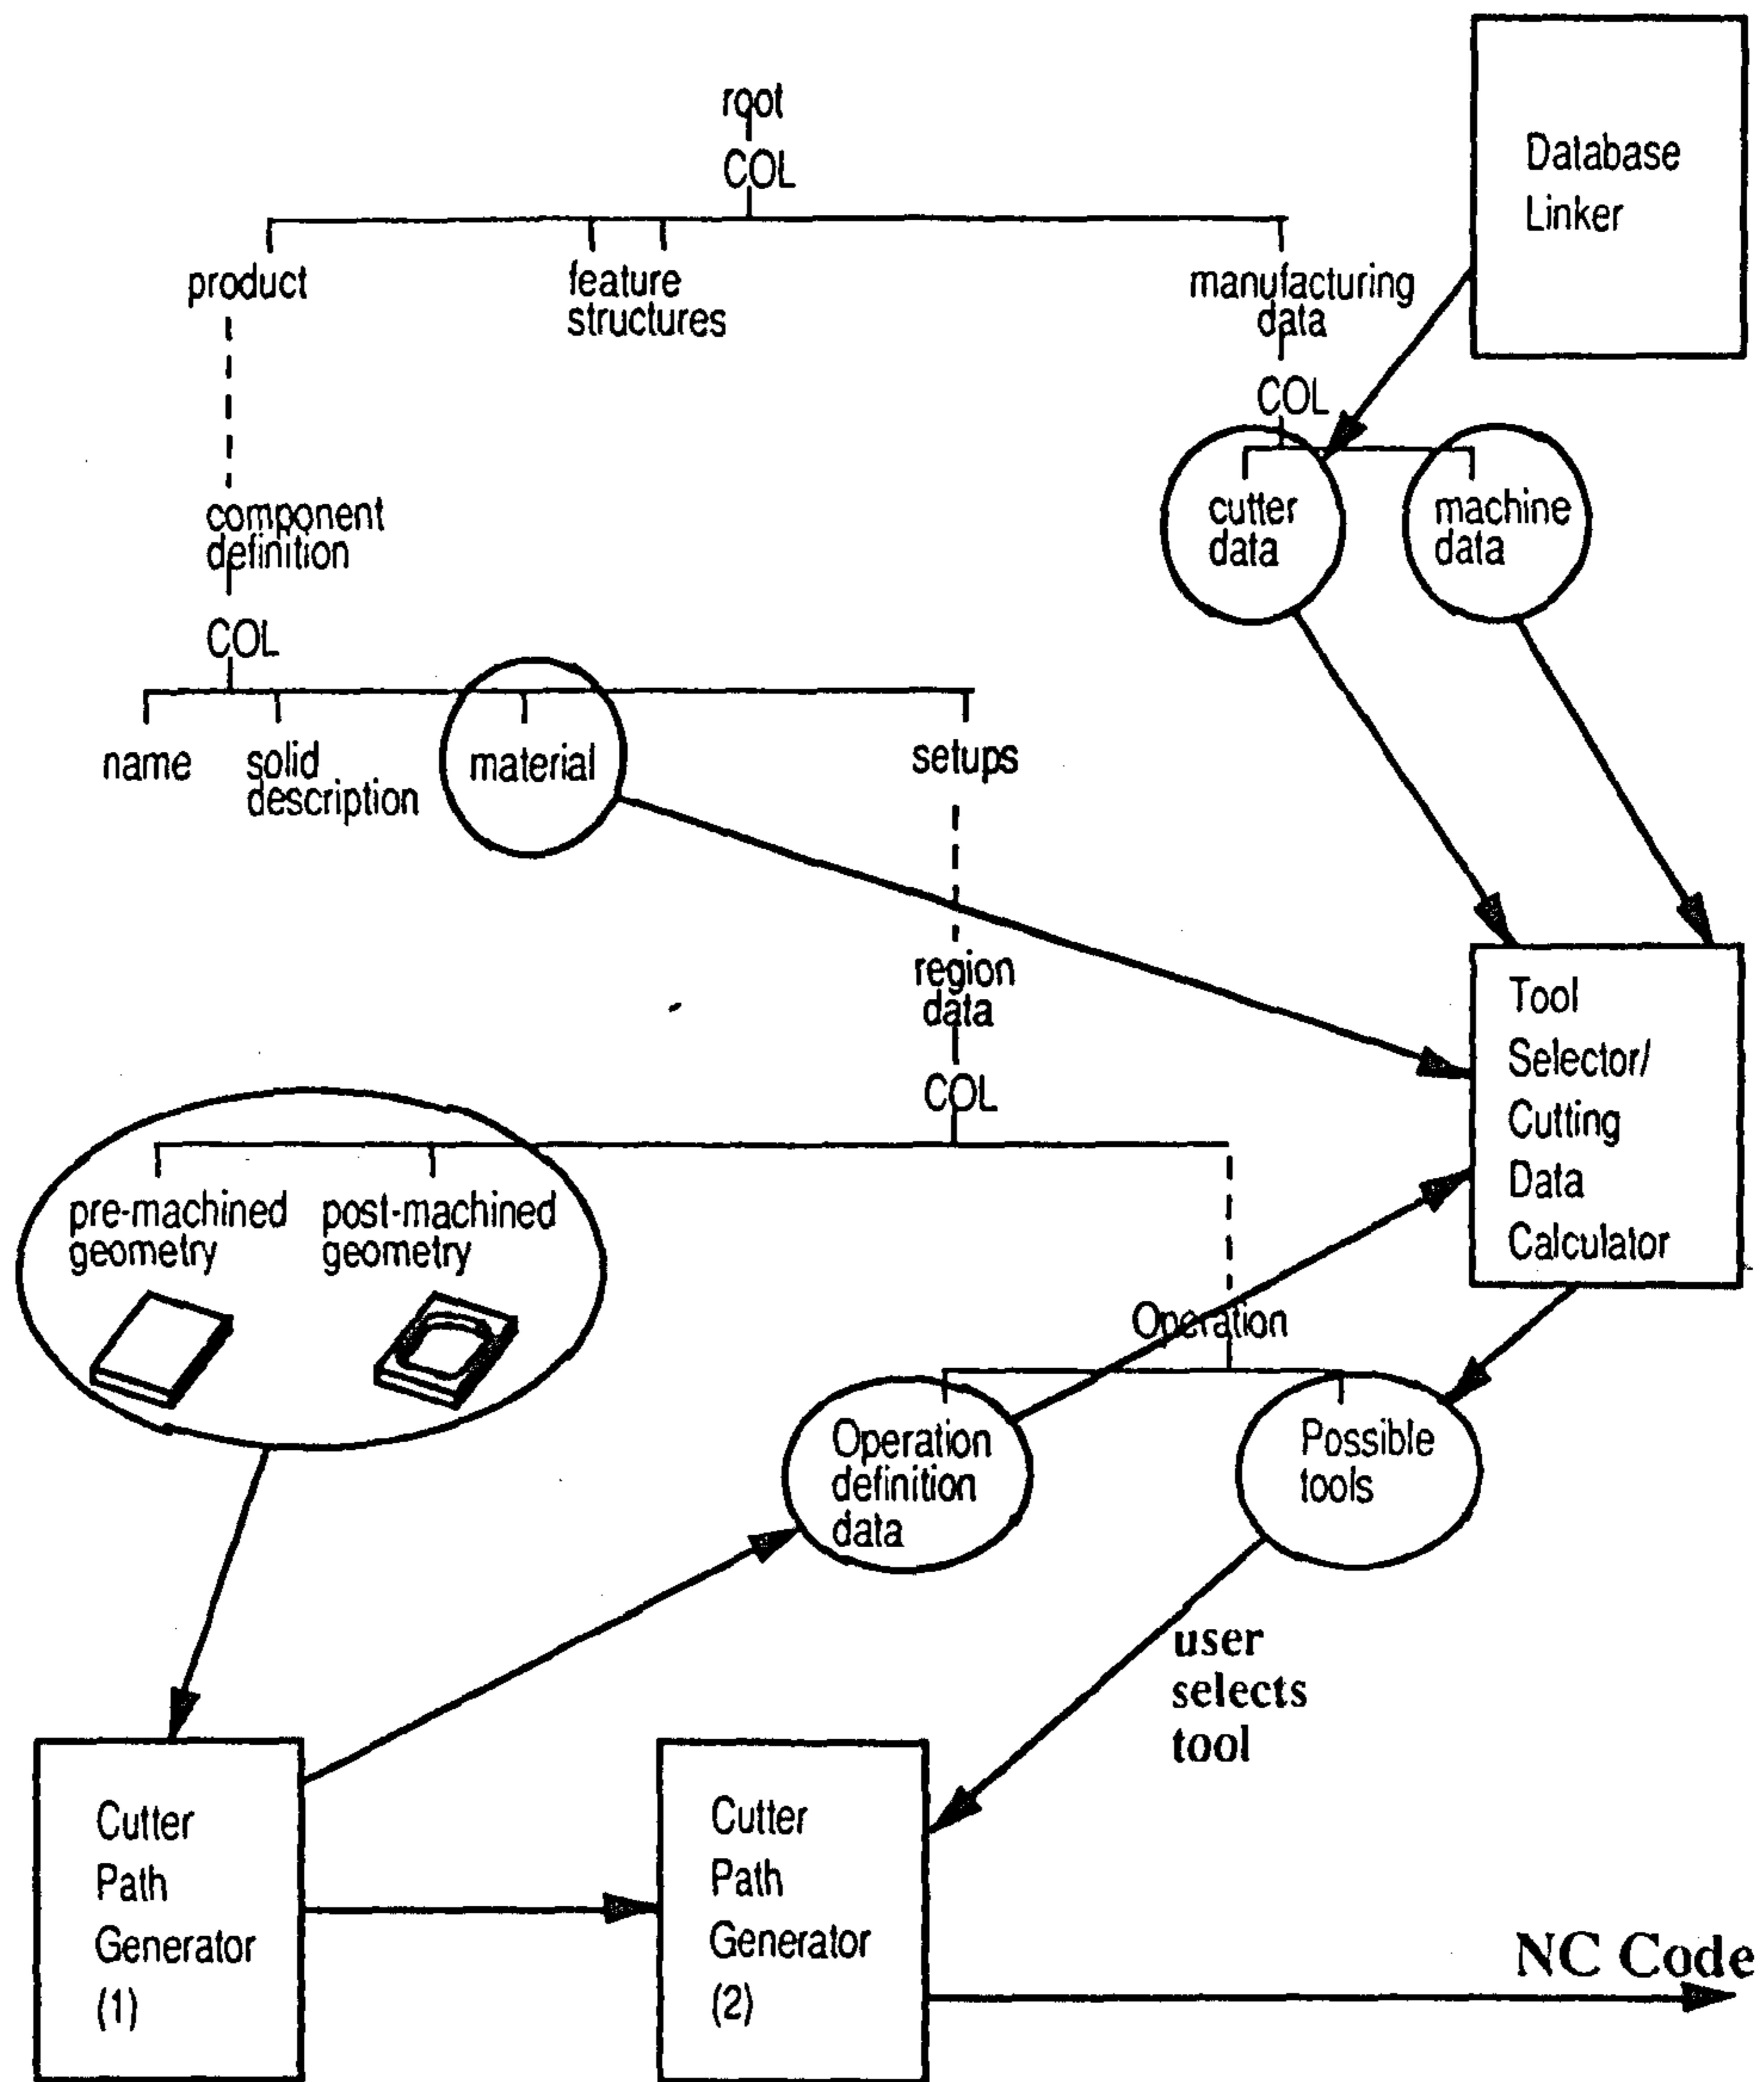 root
COL
Database
Linker
product
feature
structures
manufacturing
data
COL
cutter
data
machine
data
component
definition
COL
name
solid
description
material
setups
region
data
COL
Tool
Selector/
Cutting
Data
Calculator
pre-machined
geometry
post-machined
geometry
Operation
Operation
definition
data
Possible
tools
user
selects
tool
Cutter
Path
Generator
(1)
Cutter
Path
Generator
(2)
NC Code